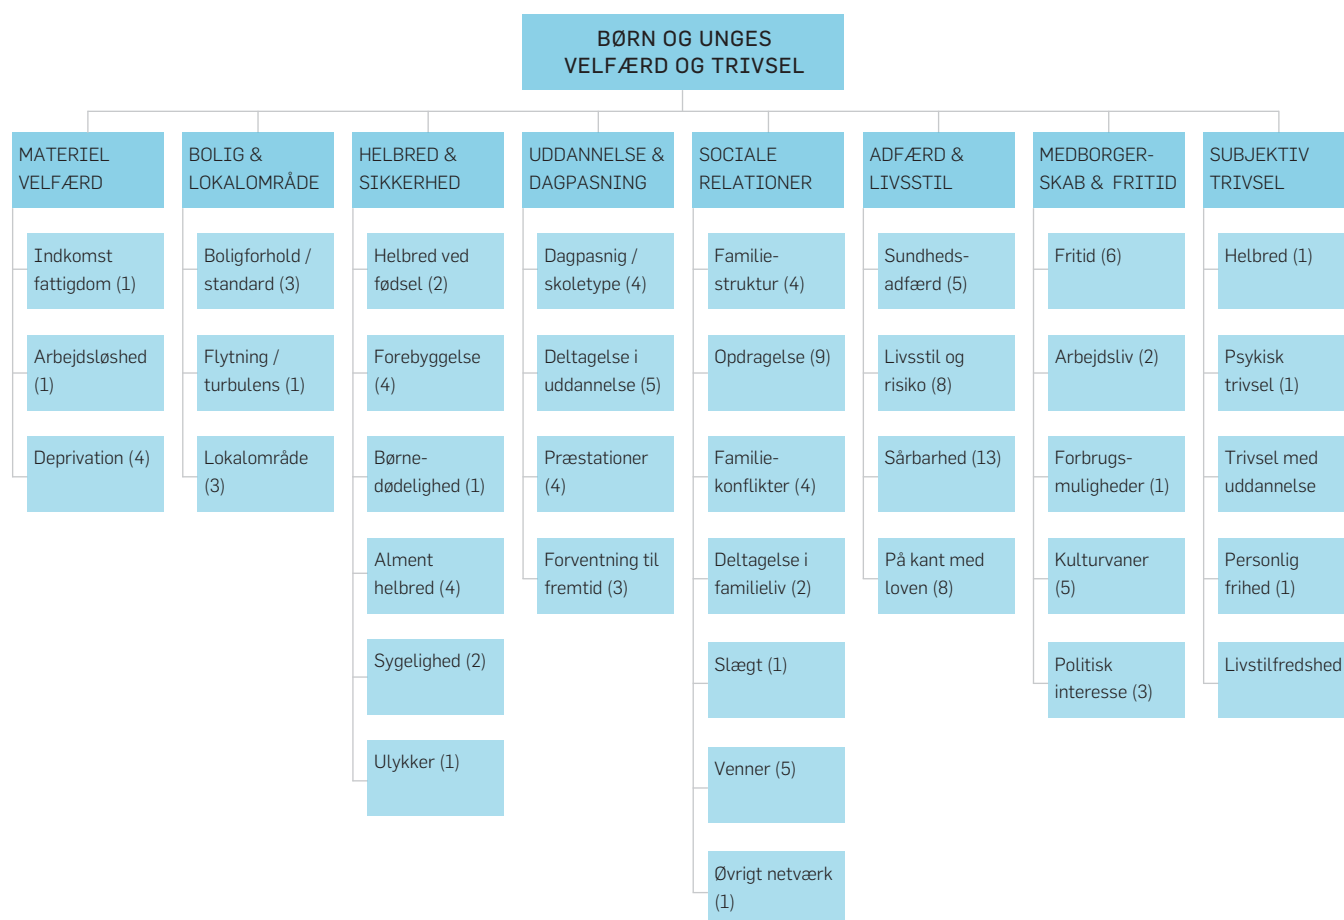 BØRN OG UNGES
VELFÆRD OG TRIVSEL
MATERIEL
VELFÆRD
Indkomst
fattigdom (1)
Arbejdsløshed
(1)
Deprivation (4)
BOLIG &
LOKALOMRÅDE
Boligforhold /
standard (3)
Flytning /
turbulens (1)
Lokalområde
(3)
HELBRED &
SIKKERHED
Helbred ved
fødsel (2)
Forebyggelse
(4)
Børne-
dødelighed (1)
Alment
helbred (4)
Sygelighed (2)
Ulykker (1)
UDDANNELSE &
DAGPASNING
Dagpasnig /
skoletype (4)
Deltagelse i
uddannelse (5)
Præstationer
(4)
Forventning til
fremtid (3)
SOCIALE
RELATIONER
Familie-
struktur (4)
Opdragelse (9)
Familie-
konflikter (4)
Deltagelse i
familieliv (2)
Slægt (1)
Venner (5)
Øvrigt netværk
(1)
ADFÆRD &
LIVSSTIL
Sundheds-
adfærd (5)
Livsstil og
risiko (8)
Sårbarhed (13)
På kant med
loven (8)
MEDBORGER-
SKAB & FRITID
Fritid (6)
Arbejdsliv (2)
Forbrugs-
muligheder (1)
Kulturvaner
(5)
Politisk
interesse (3)
SUBJEKTIV
TRIVSEL
Helbred (1)
Psykisk
trivsel (1)
Trivsel med
uddannelse
Personlig
frihed (1)
Livstilfredshed